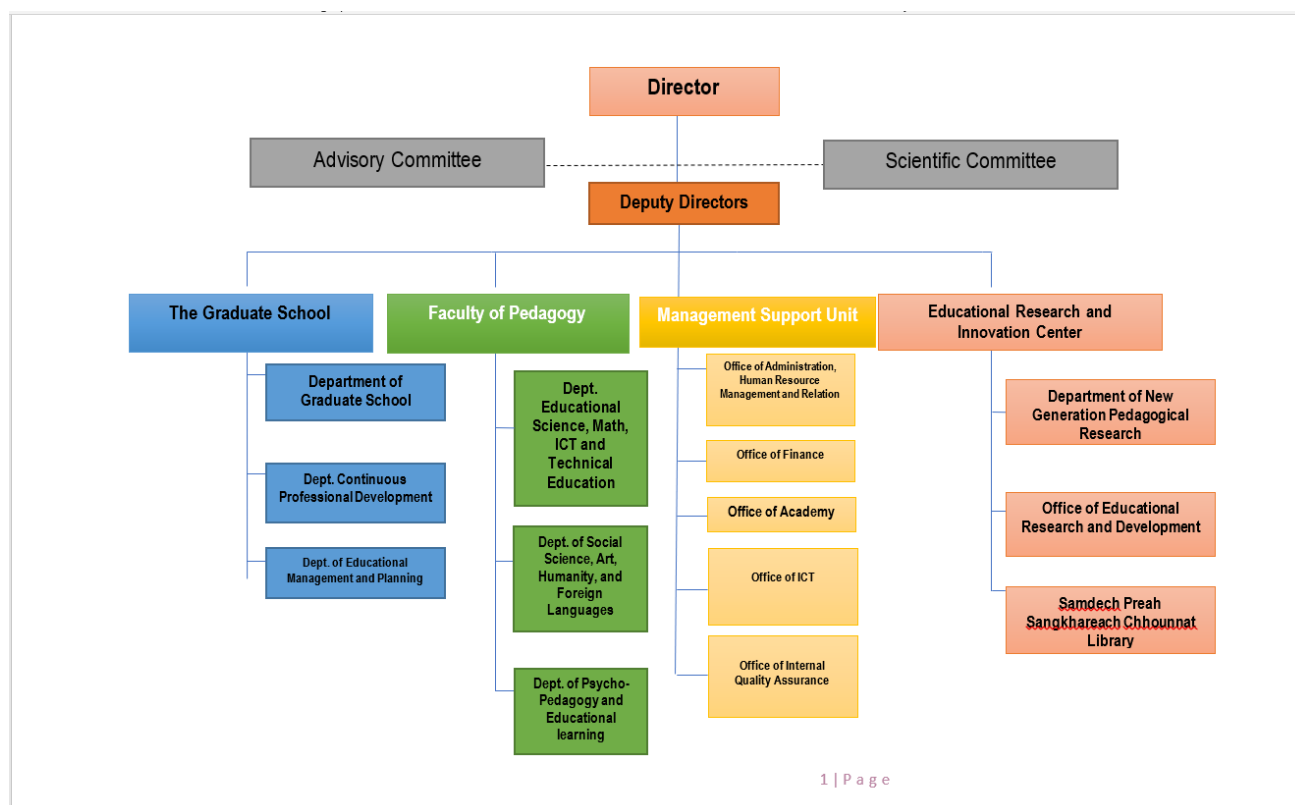 Director
Advisory Committee
Scientific Committee
Deputy Directors
The Graduate School
Faculty of Pedagogy
Management Support Unit
Educational Research and
Innovation Center
Department of
Graduate School
Dept. Continuous
Professional Development
Dept. of Educational
Management and Planning
Dept.
Educational
Science, Math,
ICT and
Technical
Education
Dept. of Social
Science, Art,
Humanity, and
Foreign
Languages
Dept. of Psycho-
Pedagogy and
Educational
learning
Office of Administration,
Human Resource
Management and Relation
Office of Finance
Office of Academy
Office of ICT
Office of Internal
Quality Assurance
Department of New
Generation Pedagogical
Research
Office of Educational
Research and Development
Samdech Preah
Sangkhareach Chhounnat
Library
1 | P a g e